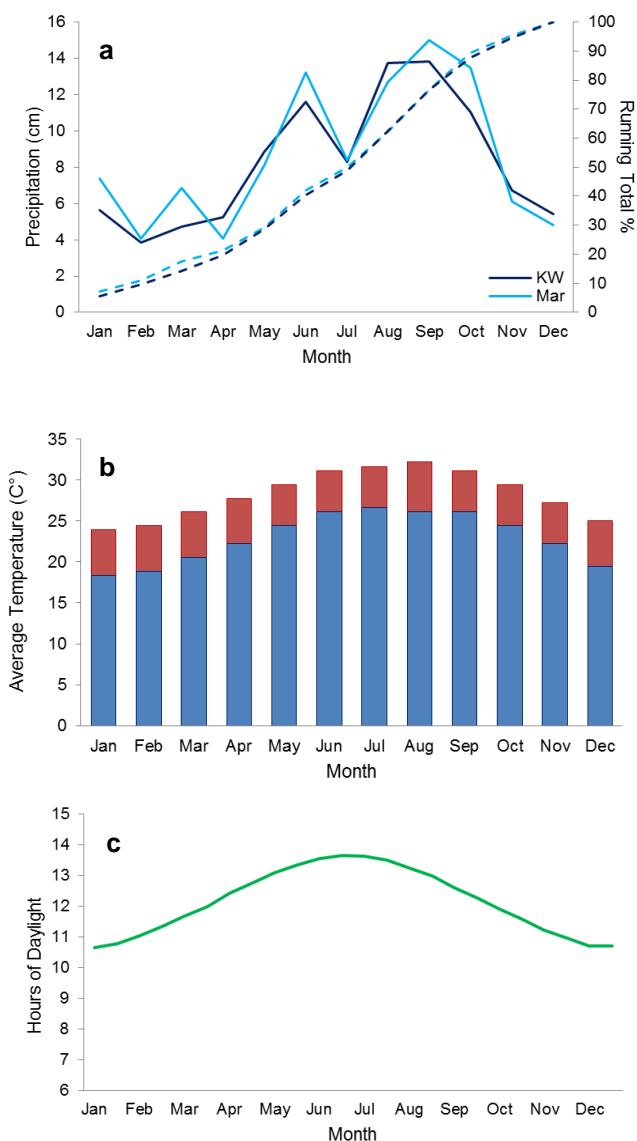 a
Precipitation (cm)
16
14
12
10
8
6
4
2
0
100
90
80
70
60
50
40
30
20
10
0
Running Total %
KW
Mar
Jan Feb Mar Apr May Jun Jul Aug Sep Oct Nov Dec
Month
b
Average Temperature (C°)
35
30
25
20
15
10
5
0
Jan Feb Mar Apr May Jun Jul Aug Sep Oct Nov Dec
Month
c
Hours of Daylight
15
14
13
12
11
10
9
8
7
6
Jan Feb Mar Apr May Jun Jul Aug Sep Oct Nov Dec
Month